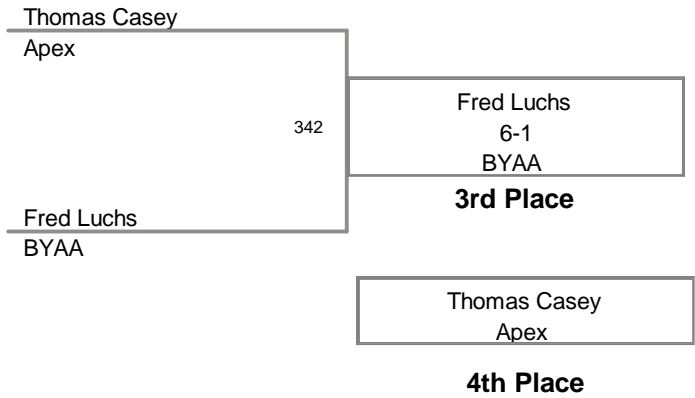 Thomas Casey
Apex
342
Fred Luchs
6-1
BYAA
3rd Place
Fred Luchs
BYAA
Thomas Casey
Apex
4th Place